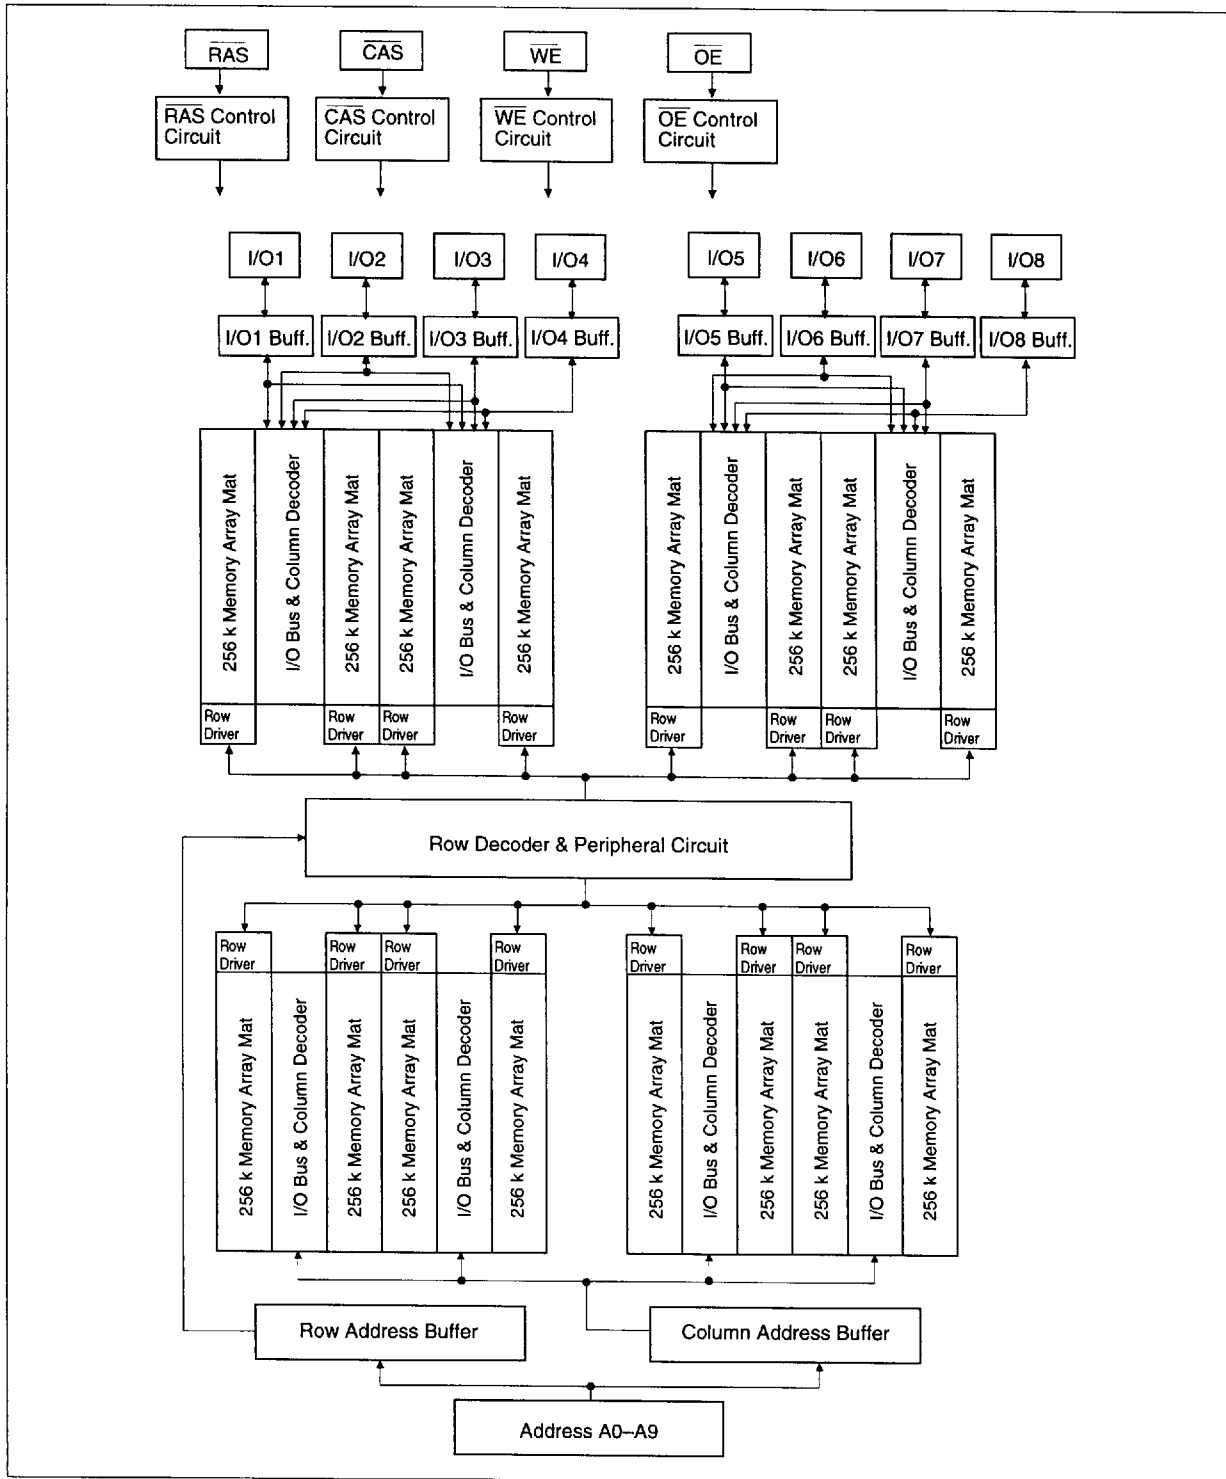 RAS
CAS
WE
OE
RAS Control
Circuit
CAS Control
Circuit
WE Control
Circuit
OE Control
Circuit
I/O1
I/O2
I/O3
I/O4
I/O5
I/O6
I/O7
I/O8
I/O1 Buff.
I/O2 Buff.
I/O3 Buff.
I/O4 Buff.
I/O5 Buff.
I/O6 Buff.
I/O7 Buff.
I/O8 Buff.
256 k Memory Array Mat
I/O Bus & Column Decoder
256 k Memory Array Mat
256 k Memory Array Mat
I/O Bus & Column Decoder
256 k Memory Array Mat
256 k Memory Array Mat
I/O Bus & Column Decoder
256 k Memory Array Mat
256 k Memory Array Mat
I/O Bus & Column Decoder
256 k Memory Array Mat
Row
Driver
Row
Driver
Row
Driver
Row
Driver
Row
Driver
Row
Driver
Row
Driver
Row
Driver
Row Decoder & Peripheral Circuit
Row
Driver
Row
Driver
Row
Driver
Row
Driver
Row
Driver
Row
Driver
Row
Driver
Row
Driver
256 k Memory Array Mat
I/O Bus & Column Decoder
256 k Memory Array Mat
256 k Memory Array Mat
I/O Bus & Column Decoder
256 k Memory Array Mat
256 k Memory Array Mat
I/O Bus & Column Decoder
256 k Memory Array Mat
256 k Memory Array Mat
I/O Bus & Column Decoder
256 k Memory Array Mat
Row Address Buffer
Column Address Buffer
Address A0–A9